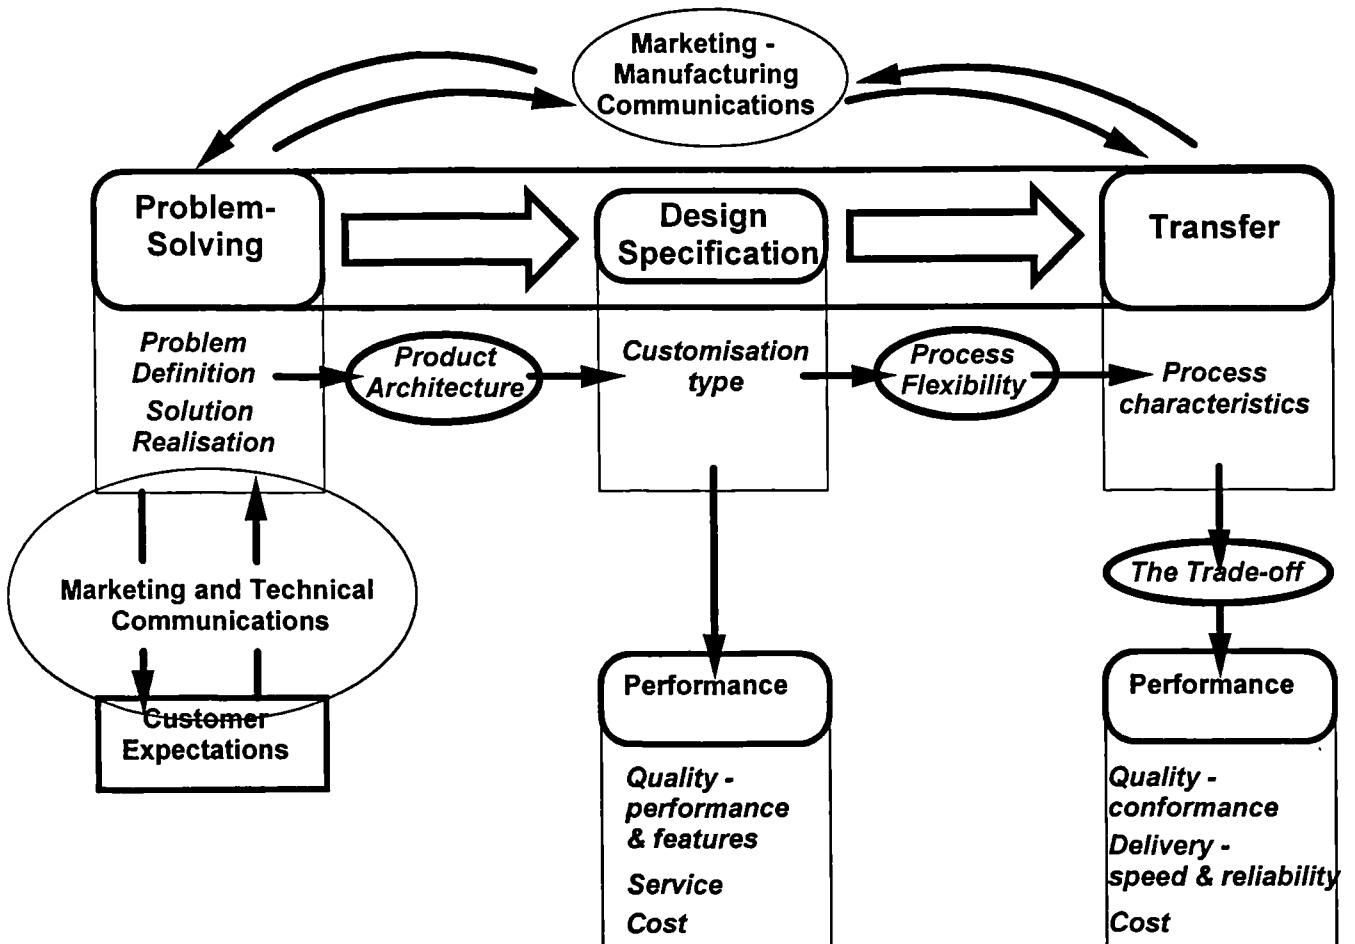 Marketing -
Manufacturing
Communications
Problem-
Solving
Design
Specification
Transfer
Problem
Definition
Solution
Realisation
Product
Architecture
Customisation
type
Process
Flexibility
Process
characteristics
Marketing and Technical
Communications
The Trade-off
Customer
Expectations
Performance
Quality -
performance
& features
Service
Cost
Performance
Quality -
conformance
Delivery -
speed & reliability
Cost